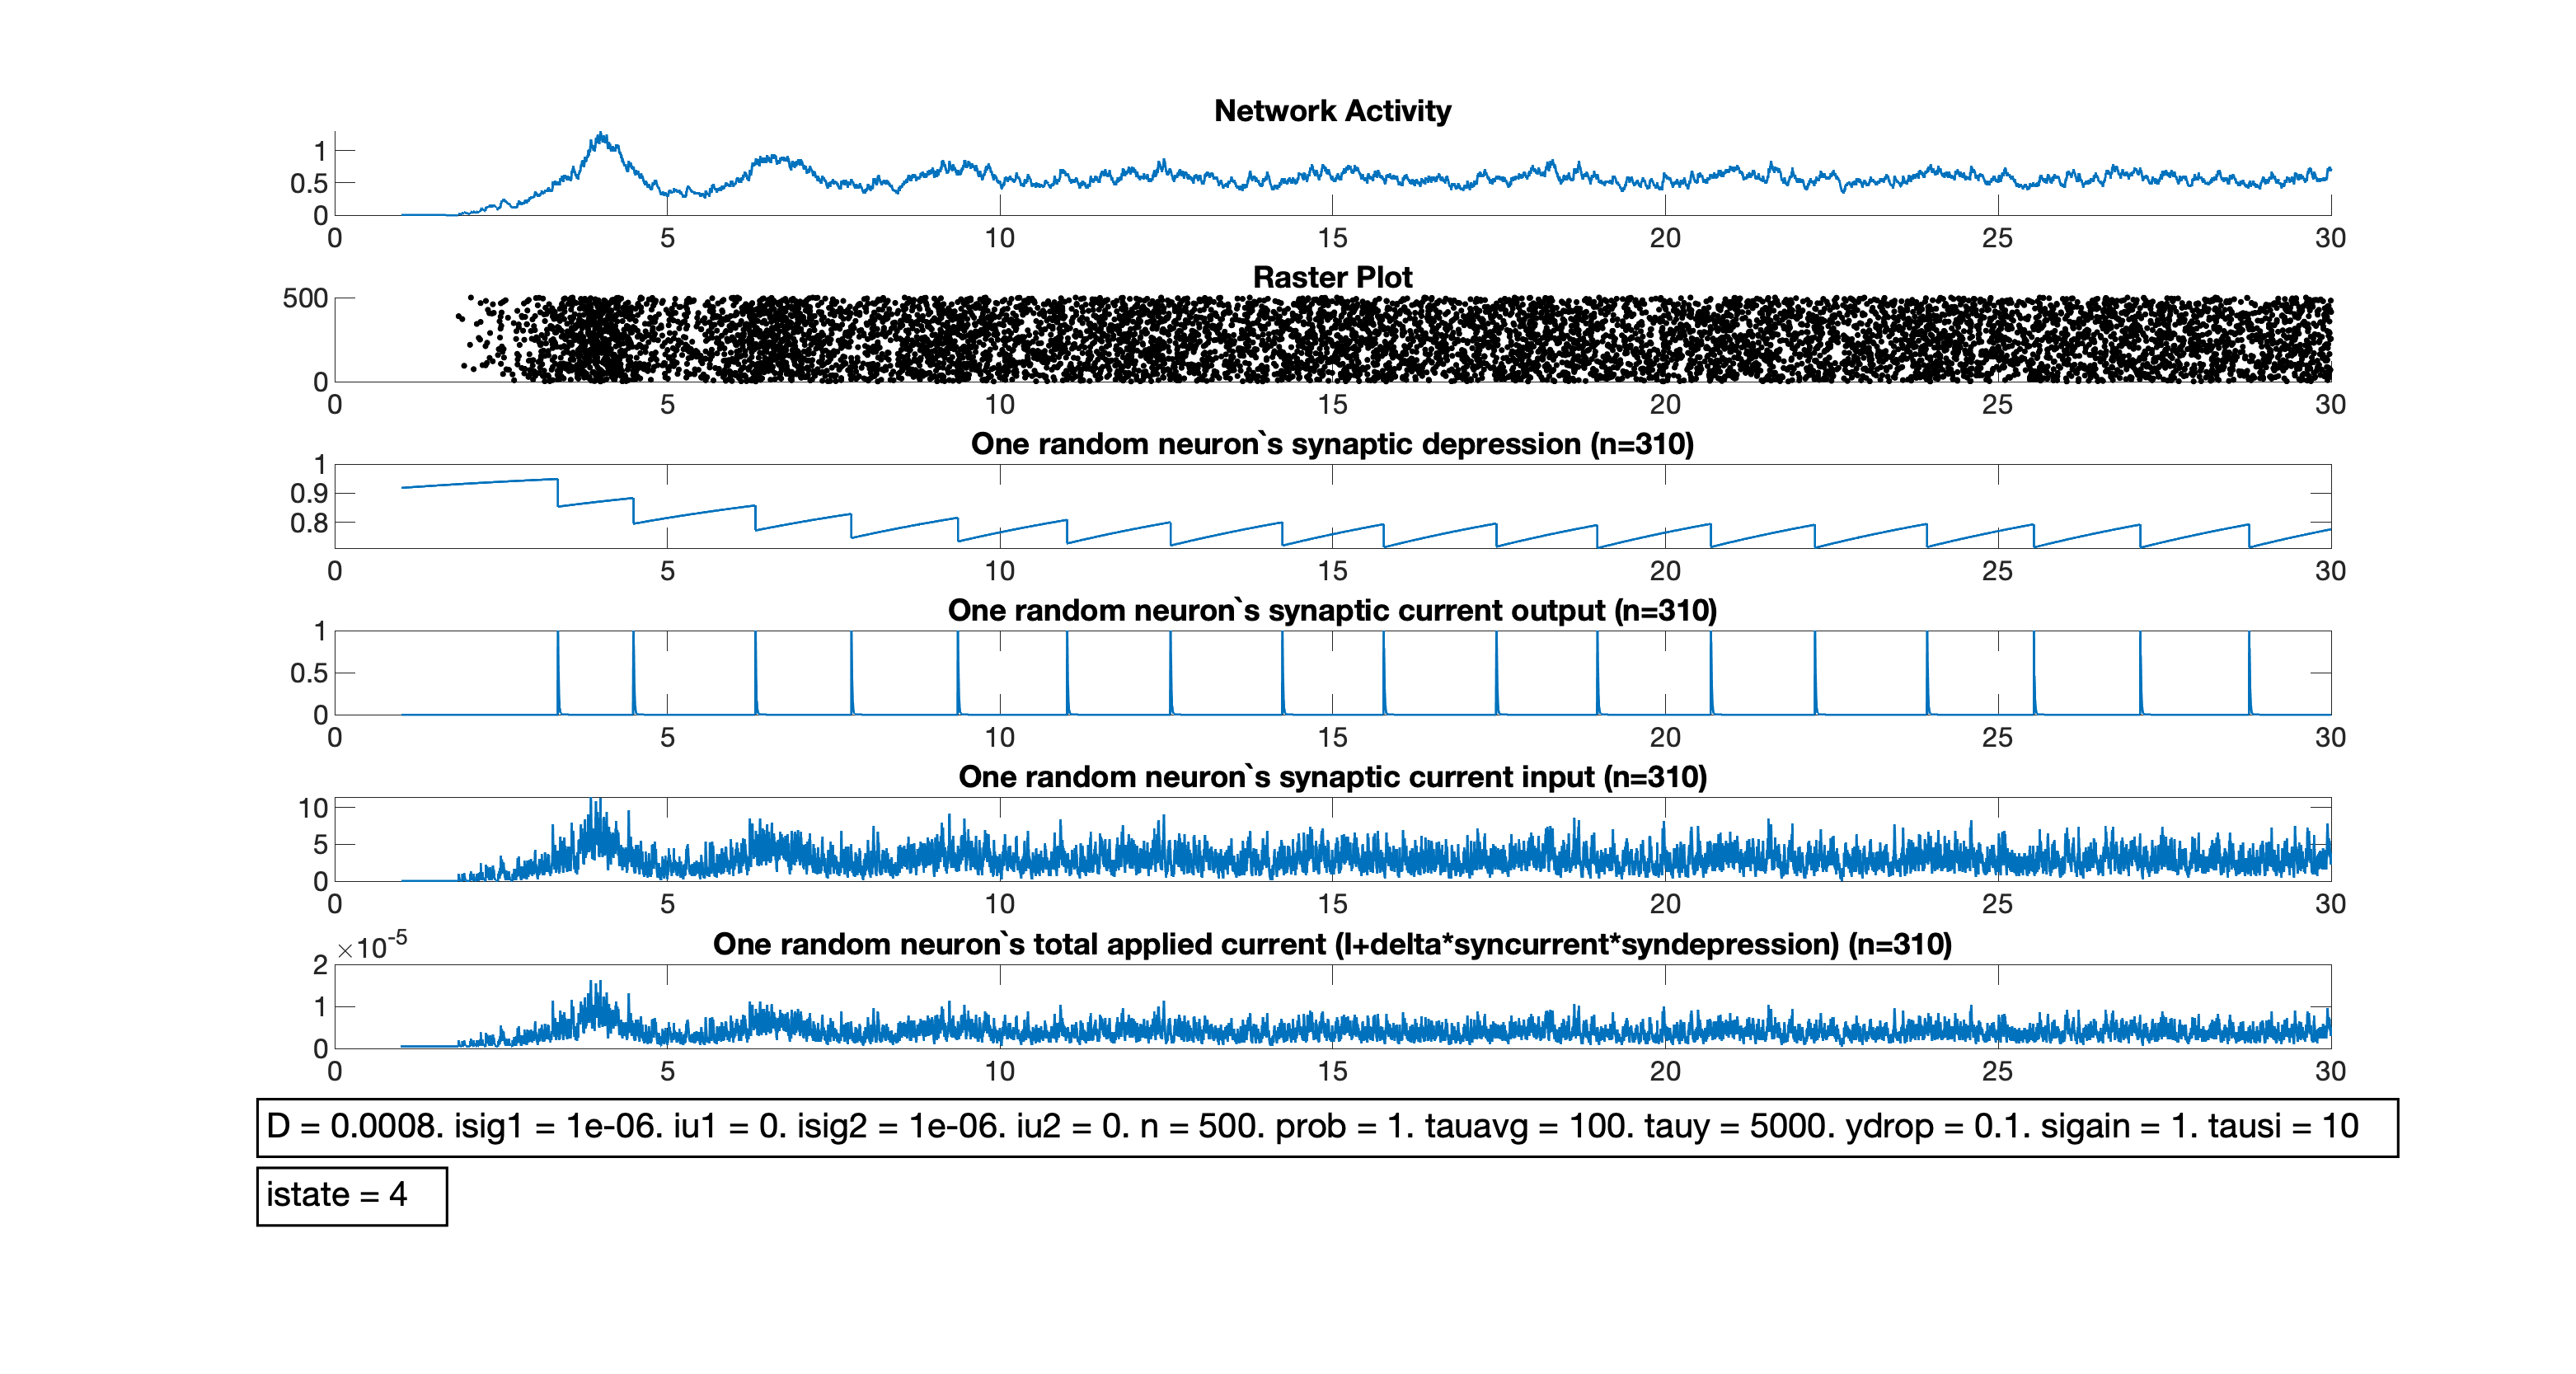 Network Activity
1
0.5
0
0 5 10 15 20 25 30
Raster Plot
500
0
0 5 10 15 20 25 30
One random neuron`s synaptic depression (n=310)
1
0.9
0.8
0 5 10 15 20 25 30
One random neuron`s synaptic current output (n=310)
1
0.5
0
0 5 10 15 20 25 30
One random neuron`s synaptic current input (n=310)
10
5
0
0 5 10 15 20 25 30
×10-5
One random neuron`s total applied current (I+delta*syncurrent*syndepression) (n=310)
2
1
0
0 5 10 15 20 25 30
D = 0.0008. isig1 = 1e-06. iu1 = 0. isig2 = 1e-06. iu2 = 0. n = 500. prob = 1. tauavg = 100. tauy = 5000. ydrop = 0.1. sigain = 1. tausi = 10
istate = 4